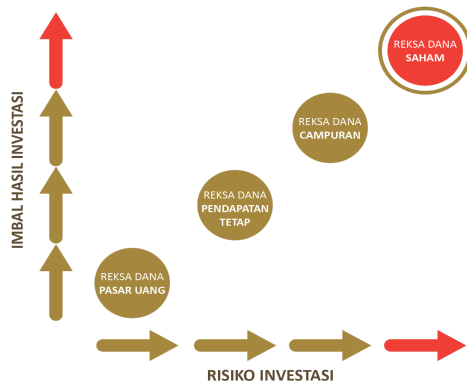 REKSA DANA
SAHAM
REKSA DANA
CAMPURAN
REKSA DANA
PENDAPATAN
TETAP
REKSA DANA
PASAR UANG
IMBAL HASIL INVESTASI
RISIKO INVESTASI